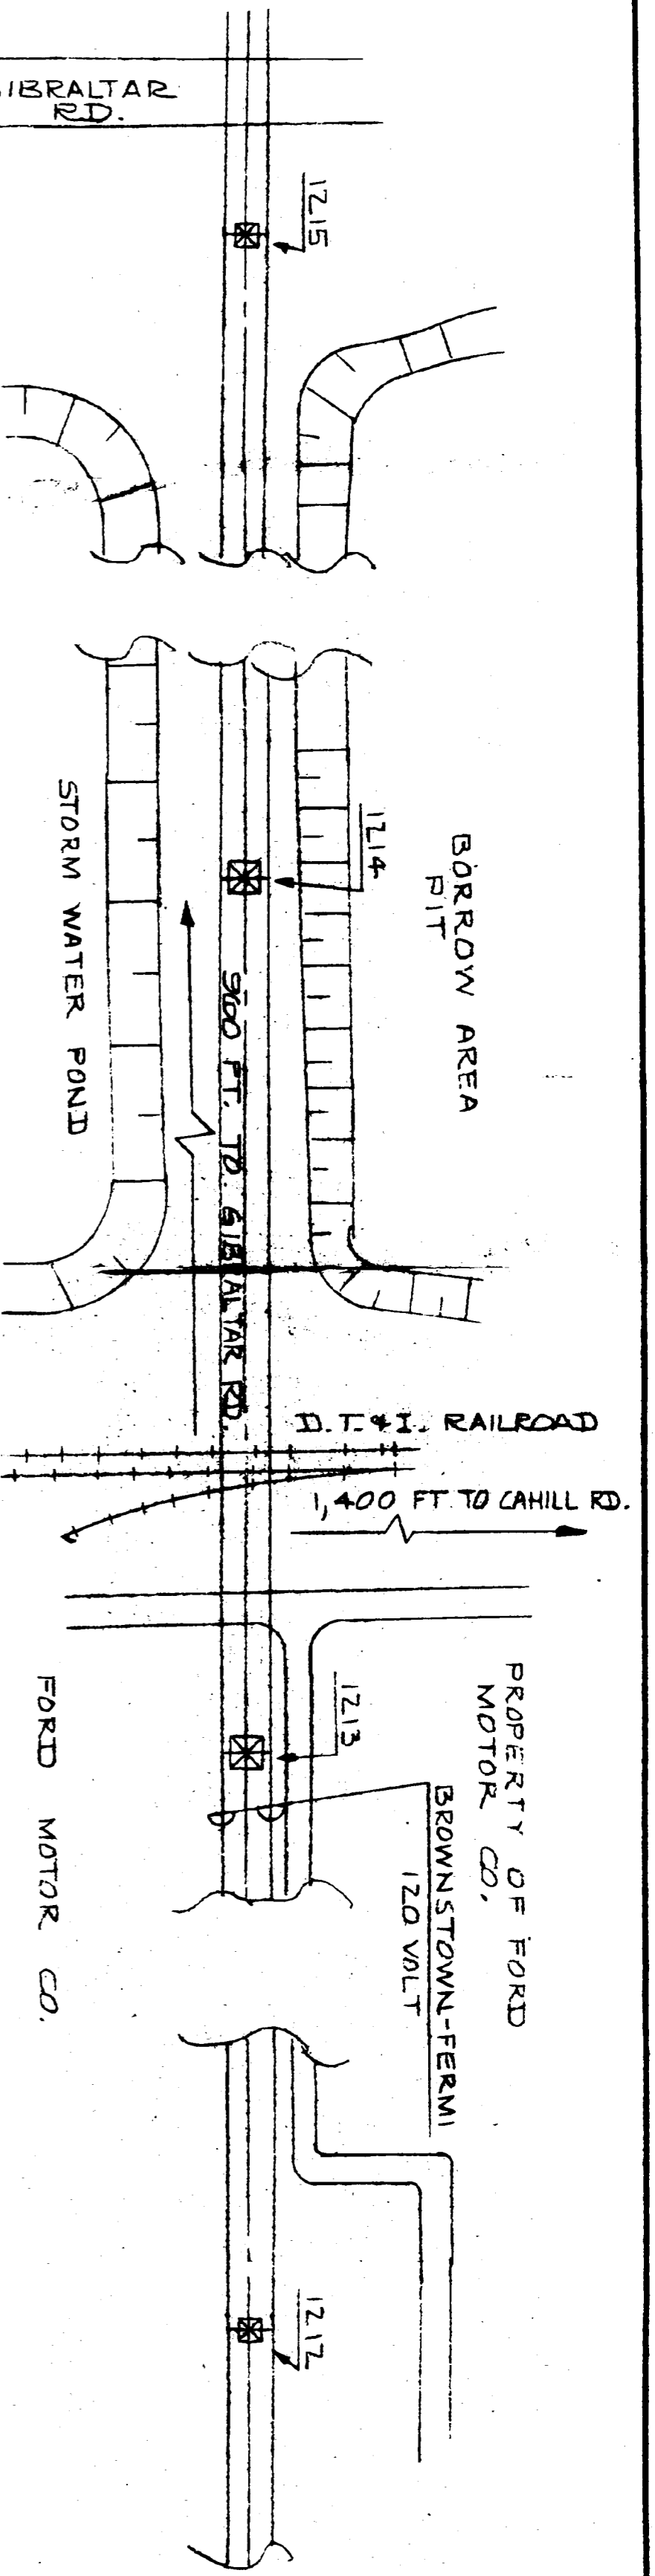 GIBRALTAR
RD.
1215
1214
BORROW AREA
PIT
STORM WATER POND
900 FT. TO GIBRALTAR RD.
D.T. & I. RAILROAD
1,400 FT TO CAHILL RD.
1213
PROPERTY OF FORD
MOTOR CO.
BROWNSTOWN-FERMI
120 VOLT
FORD MOTOR CO.
1212